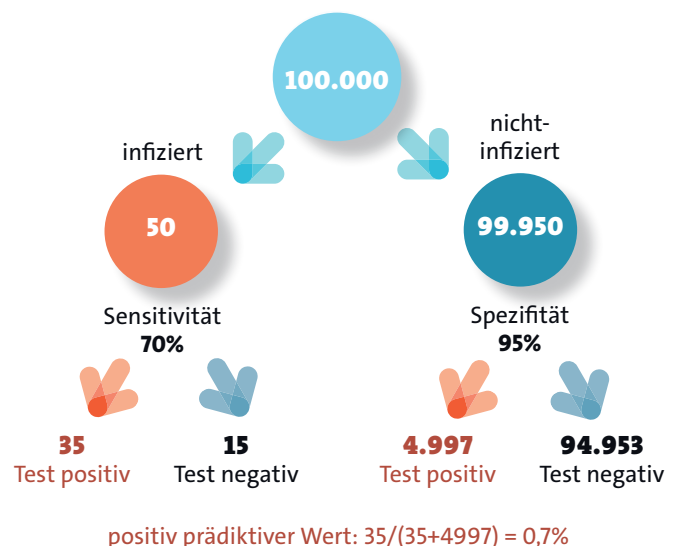 100.000
infiziert
nicht-
infiziert
50
99.950
Sensitivität
70%
Spezifität
95%
35
Test positiv
15
Test negativ
4.997
Test positiv
94.953
Test negativ
positiv prädiktiver Wert: 35/(35+4997) = 0,7%